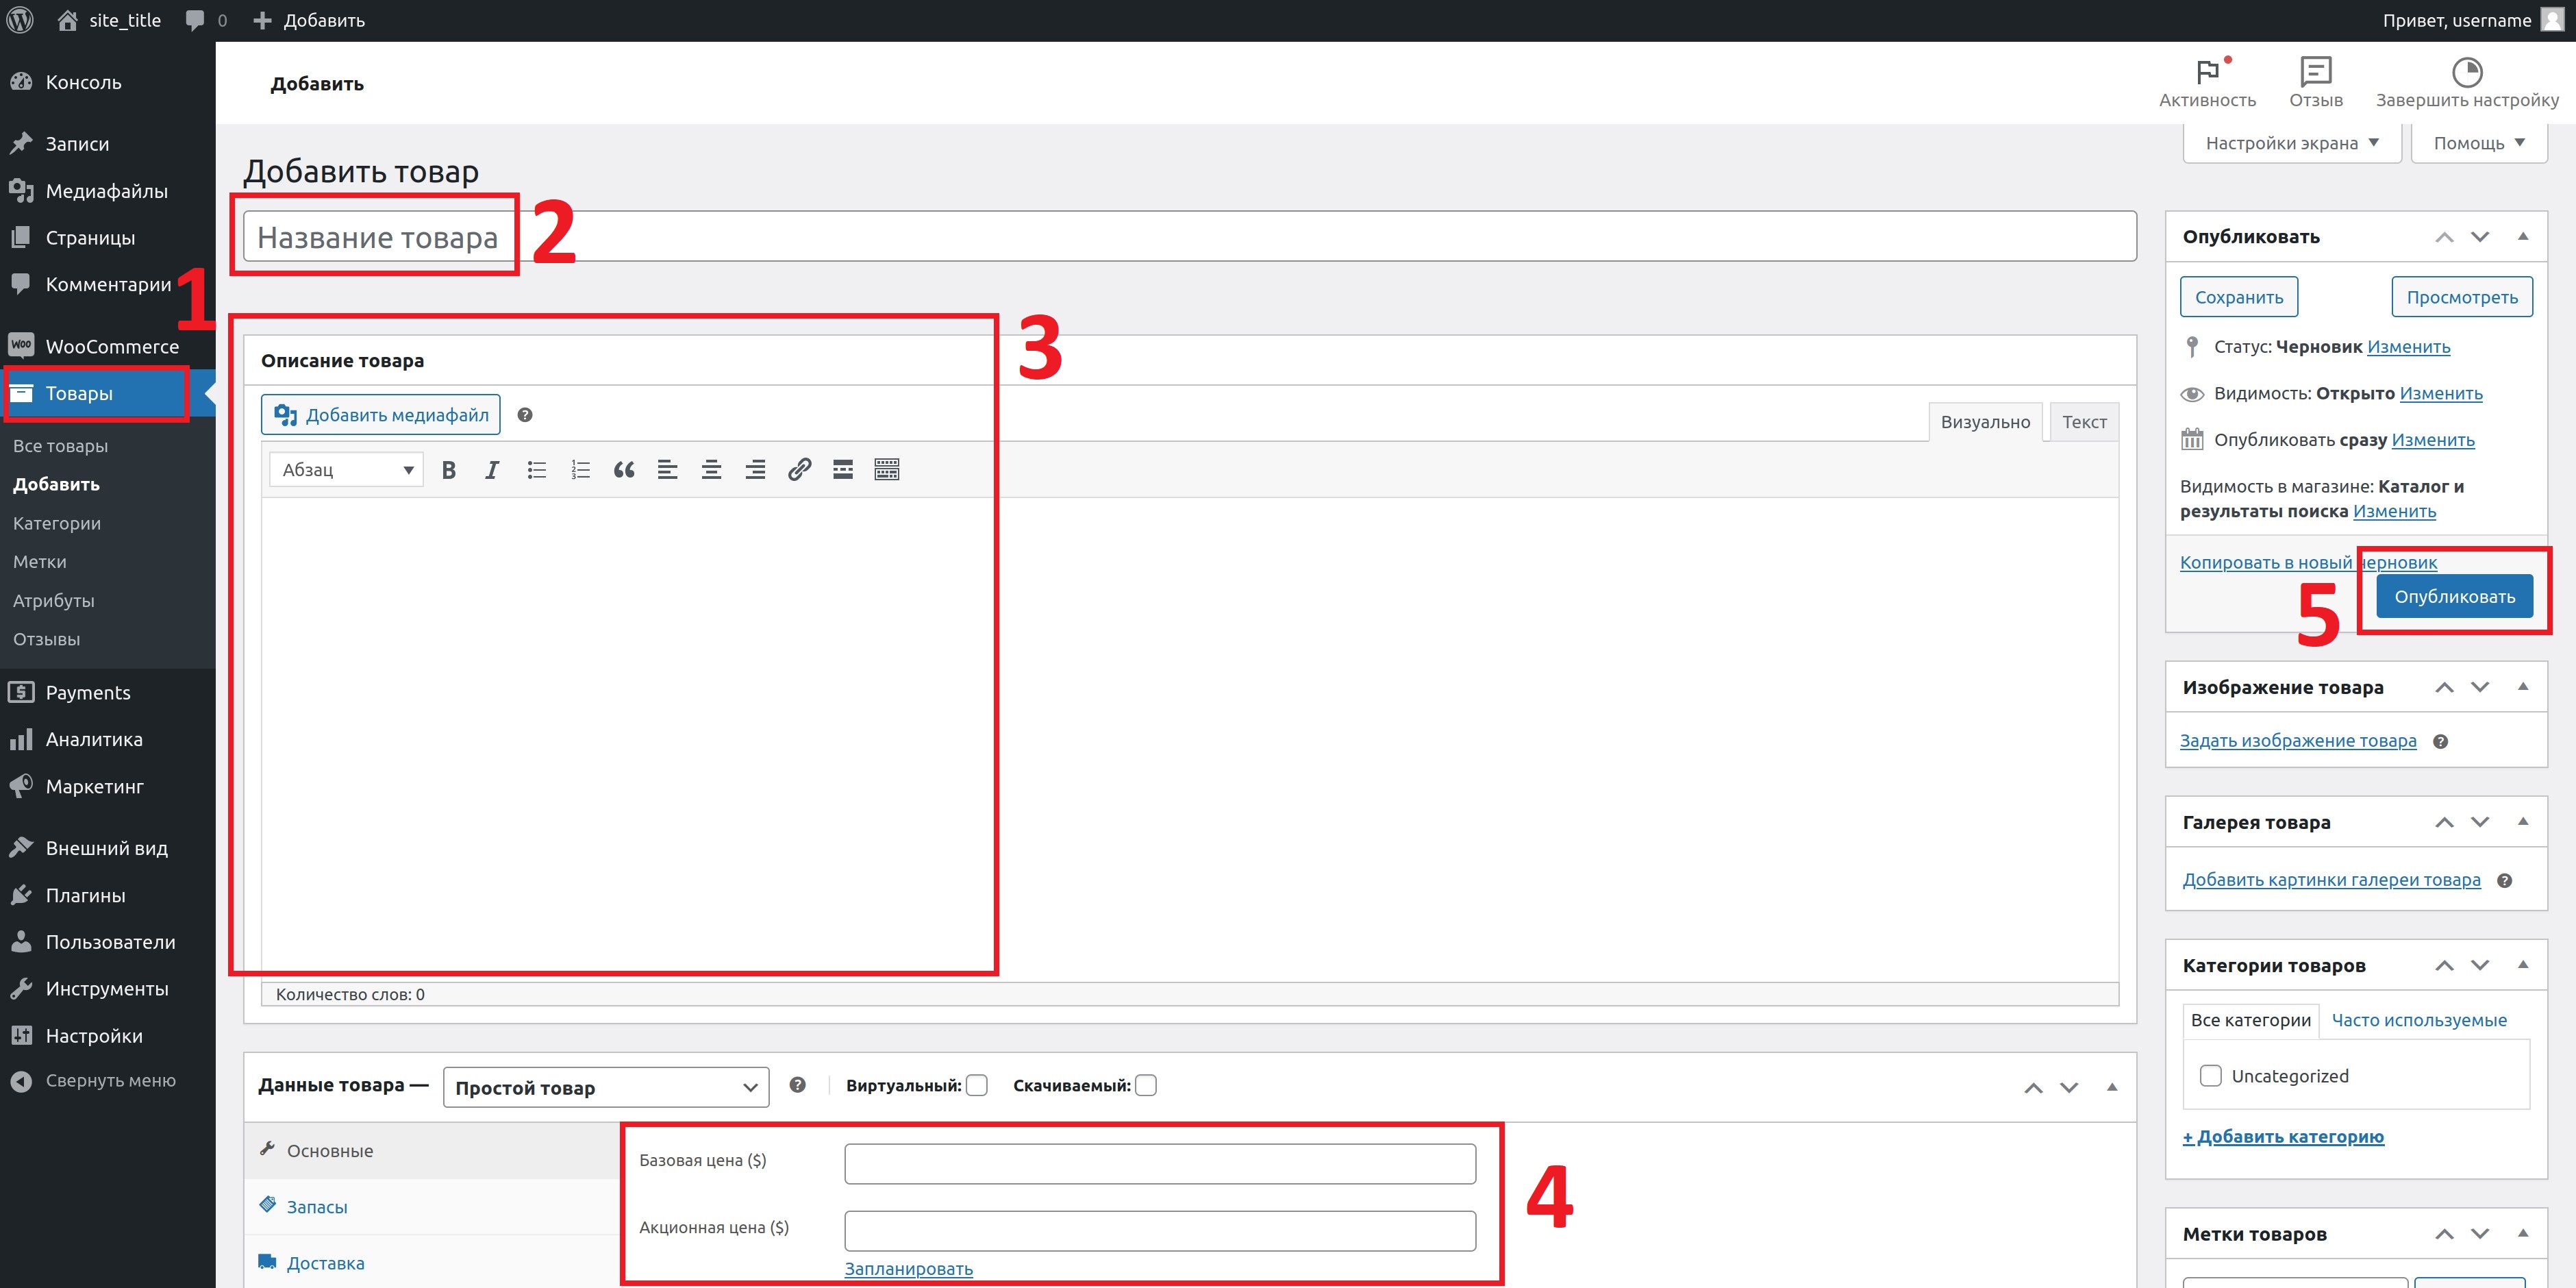 site_title
0
Добавить
Привет, username
Консоль
Записи
Медиафайлы
Страницы
Комментарии
1
WooCommerce
Товары
Все товары
Добавить
Категории
Метки
Атрибуты
Отзывы
Payments
Аналитика
Маркетинг
Внешний вид
Плагины
Пользователи
Инструменты
Настройки
Свернуть меню
Добавить
Активность
Отзыв
Завершить настройку
Настройки экрана
Помощь
Добавить товар
Название товара
2
3
Описание товара
Добавить медиафайл
Визуально
Текст
Абзац
Количество слов: 0
Данные товара —
Простой товар
Виртуальный:
Скачиваемый:
Основные
Запасы
Доставка
Базовая цена ($)
Акционная цена ($)
Запланировать
4
Опубликовать
Сохранить
Просмотреть
Статус: Черновик Изменить
Видимость: Открыто Изменить
Опубликовать сразу Изменить
Видимость в магазине: Каталог и
результаты поиска Изменить
Копировать в новый черновик
5
Опубликовать
Изображение товара
Задать изображение товара
Галерея товара
Добавить картинки галереи товара
Категории товаров
Все категории
Часто используемые
Uncategorized
+ Добавить категорию
Метки товаров